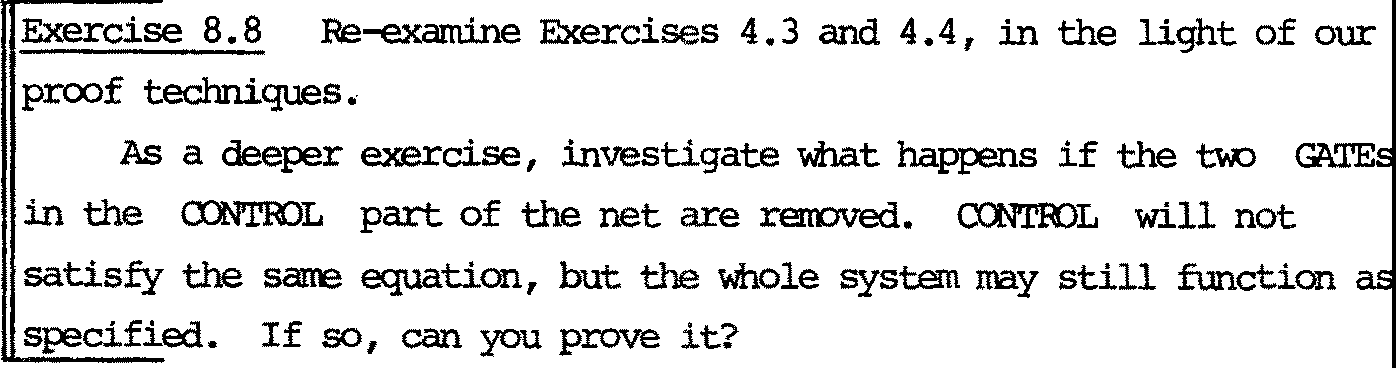 Exercise 8.8 Re-examine Exercises 4.3 and 4.4, in the light of our
proof techniques.
As a deeper exercise, investigate what happens if the two GATEs
in the CONTROL part of the net are removed. CONTROL will not
satisfy the same equation, but the whole system may still function as
specified. If so, can you prove it?